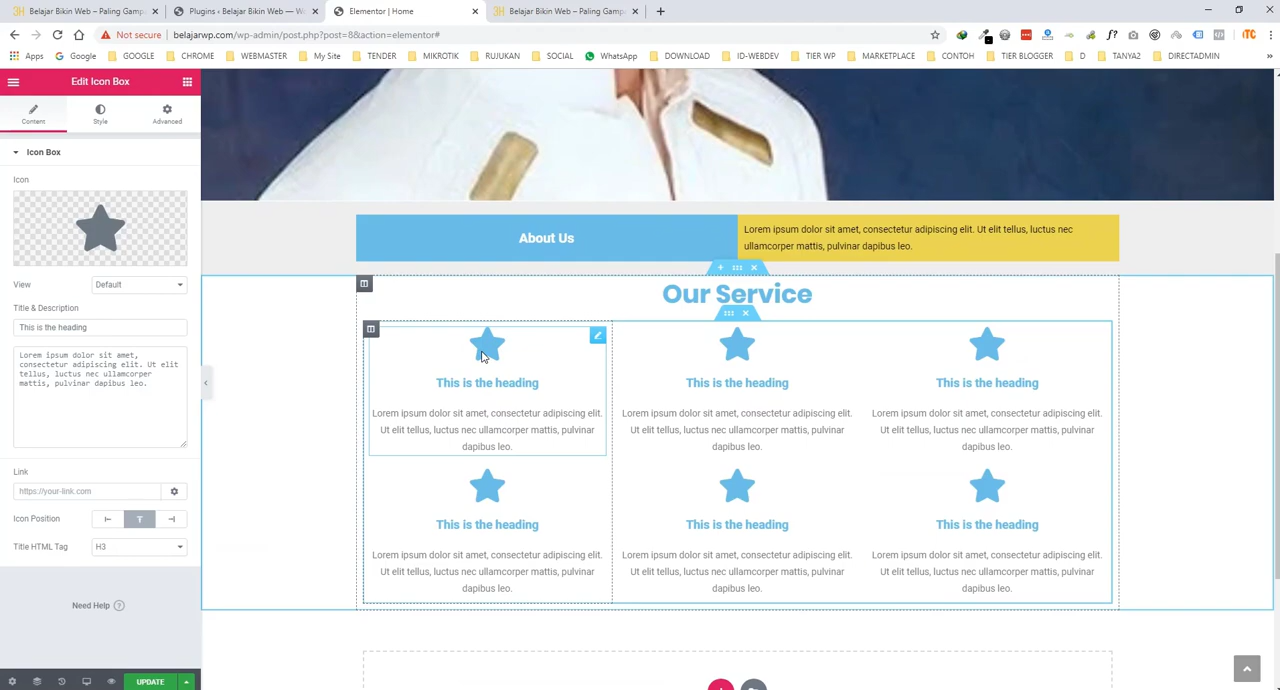 Belajar Bikin Web – Paling Gamp
Plugins ‹ Belajar Bikin Web — Wo
Elementor | Home
Belajar Bikin Web – Paling Gamp
Not secure
belajarwp.com/wp-admin/post.php?post=8&action=elementor#
Apps
Google
GOOGLE
CHROME
WEBMASTER
My Site
TENDER
MIKROTIK
RUJUKAN
SOCIAL
WhatsApp
DOWNLOAD
ID-WEBDEV
TIER WP
MARKETPLACE
CONTOH
TIER BLOGGER
D
TANYA2
DIRECTADMIN
Edit Icon Box
Content
Style
Advanced
Icon Box
Icon
View
Default
Title & Description
This is the heading
Lorem ipsum dolor sit amet,
consectetur adipiscing elit. Ut elit
tellus, luctus nec ullamcorper
mattis, pulvinar dapibus leo.
Link
https://your-link.com
Icon Position
Title HTML Tag
H3
Need Help
UPDATE
About Us
Lorem ipsum dolor sit amet, consectetur adipiscing elit. Ut elit tellus, luctus nec
ullamcorper mattis, pulvinar dapibus leo.
Our Service
This is the heading
Lorem ipsum dolor sit amet, consectetur adipiscing elit.
Ut elit tellus, luctus nec ullamcorper mattis, pulvinar
dapibus leo.
This is the heading
Lorem ipsum dolor sit amet, consectetur adipiscing elit.
Ut elit tellus, luctus nec ullamcorper mattis, pulvinar
dapibus leo.
This is the heading
Lorem ipsum dolor sit amet, consectetur adipiscing elit.
Ut elit tellus, luctus nec ullamcorper mattis, pulvinar
dapibus leo.
This is the heading
Lorem ipsum dolor sit amet, consectetur adipiscing elit.
Ut elit tellus, luctus nec ullamcorper mattis, pulvinar
dapibus leo.
This is the heading
Lorem ipsum dolor sit amet, consectetur adipiscing elit.
Ut elit tellus, luctus nec ullamcorper mattis, pulvinar
dapibus leo.
This is the heading
Lorem ipsum dolor sit amet, consectetur adipiscing elit.
Ut elit tellus, luctus nec ullamcorper mattis, pulvinar
dapibus leo.